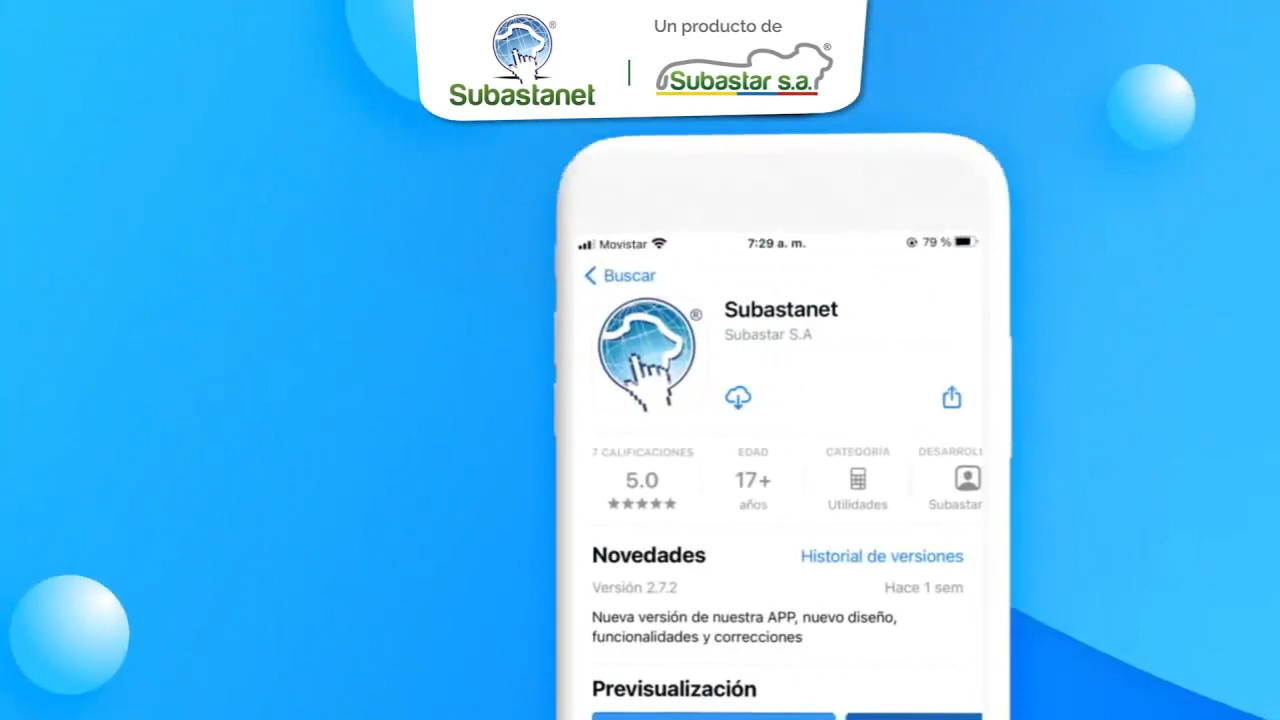 Subastanet
Un producto de
Subastar s.a.
Movistar
7:29 a. m.
79 %
Buscar
Subastanet
Subastar S.A
7 CALIFICACIONES
5.0
★★★★★
EDAD
17+
años
CATEGORÍA
Utilidades
DESARROLL
Subastar
Novedades
Historial de versiones
Versión 2.7.2
Hace 1 sem
Nueva versión de nuestra APP, nuevo diseño,
funcionalidades y correcciones
Previsualización